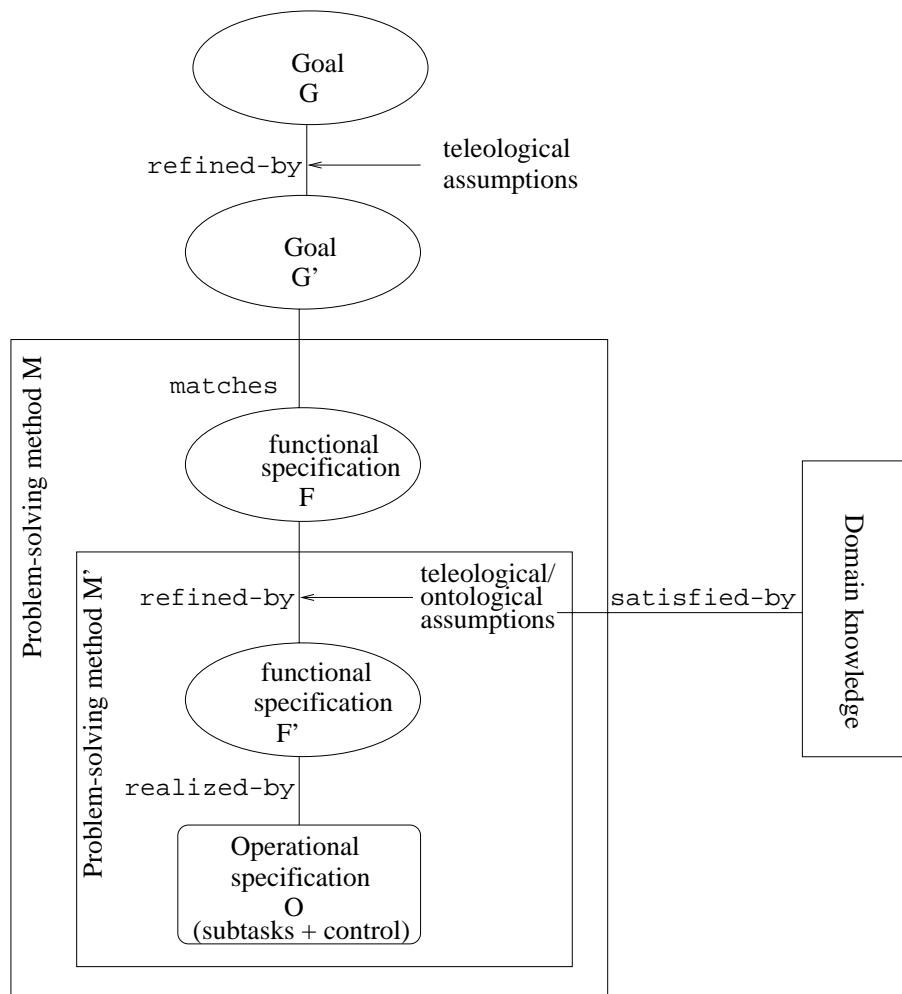 Goal
G
refined-by
teleological
assumptions
Goal
G’
Problem-solving method M
matches
functional
specification
F
Problem-solving method M’
refined-by
teleological/
ontological
assumptions
satisfied-by
Domain knowledge
functional
specification
F’
realized-by
Operational
specification
O
(subtasks + control)